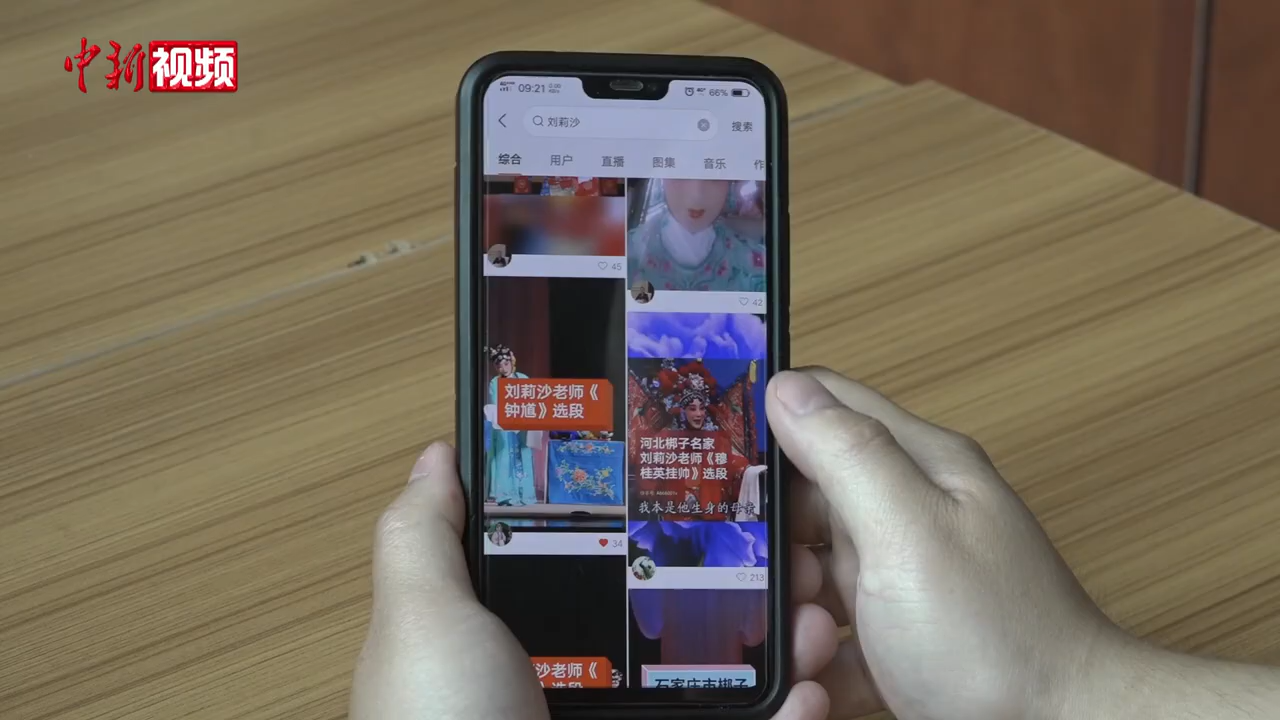 中新视频
09:21
66%
刘莉沙
搜索
综合
用户
直播
图集
音乐
作
45
42
刘莉沙老师《
钟馗》选段
河北梆子名家
刘莉沙老师《穆
桂英挂帅》选段
我本是他生身的母亲
34
213
沙老师《
选段
石家庄市梆子